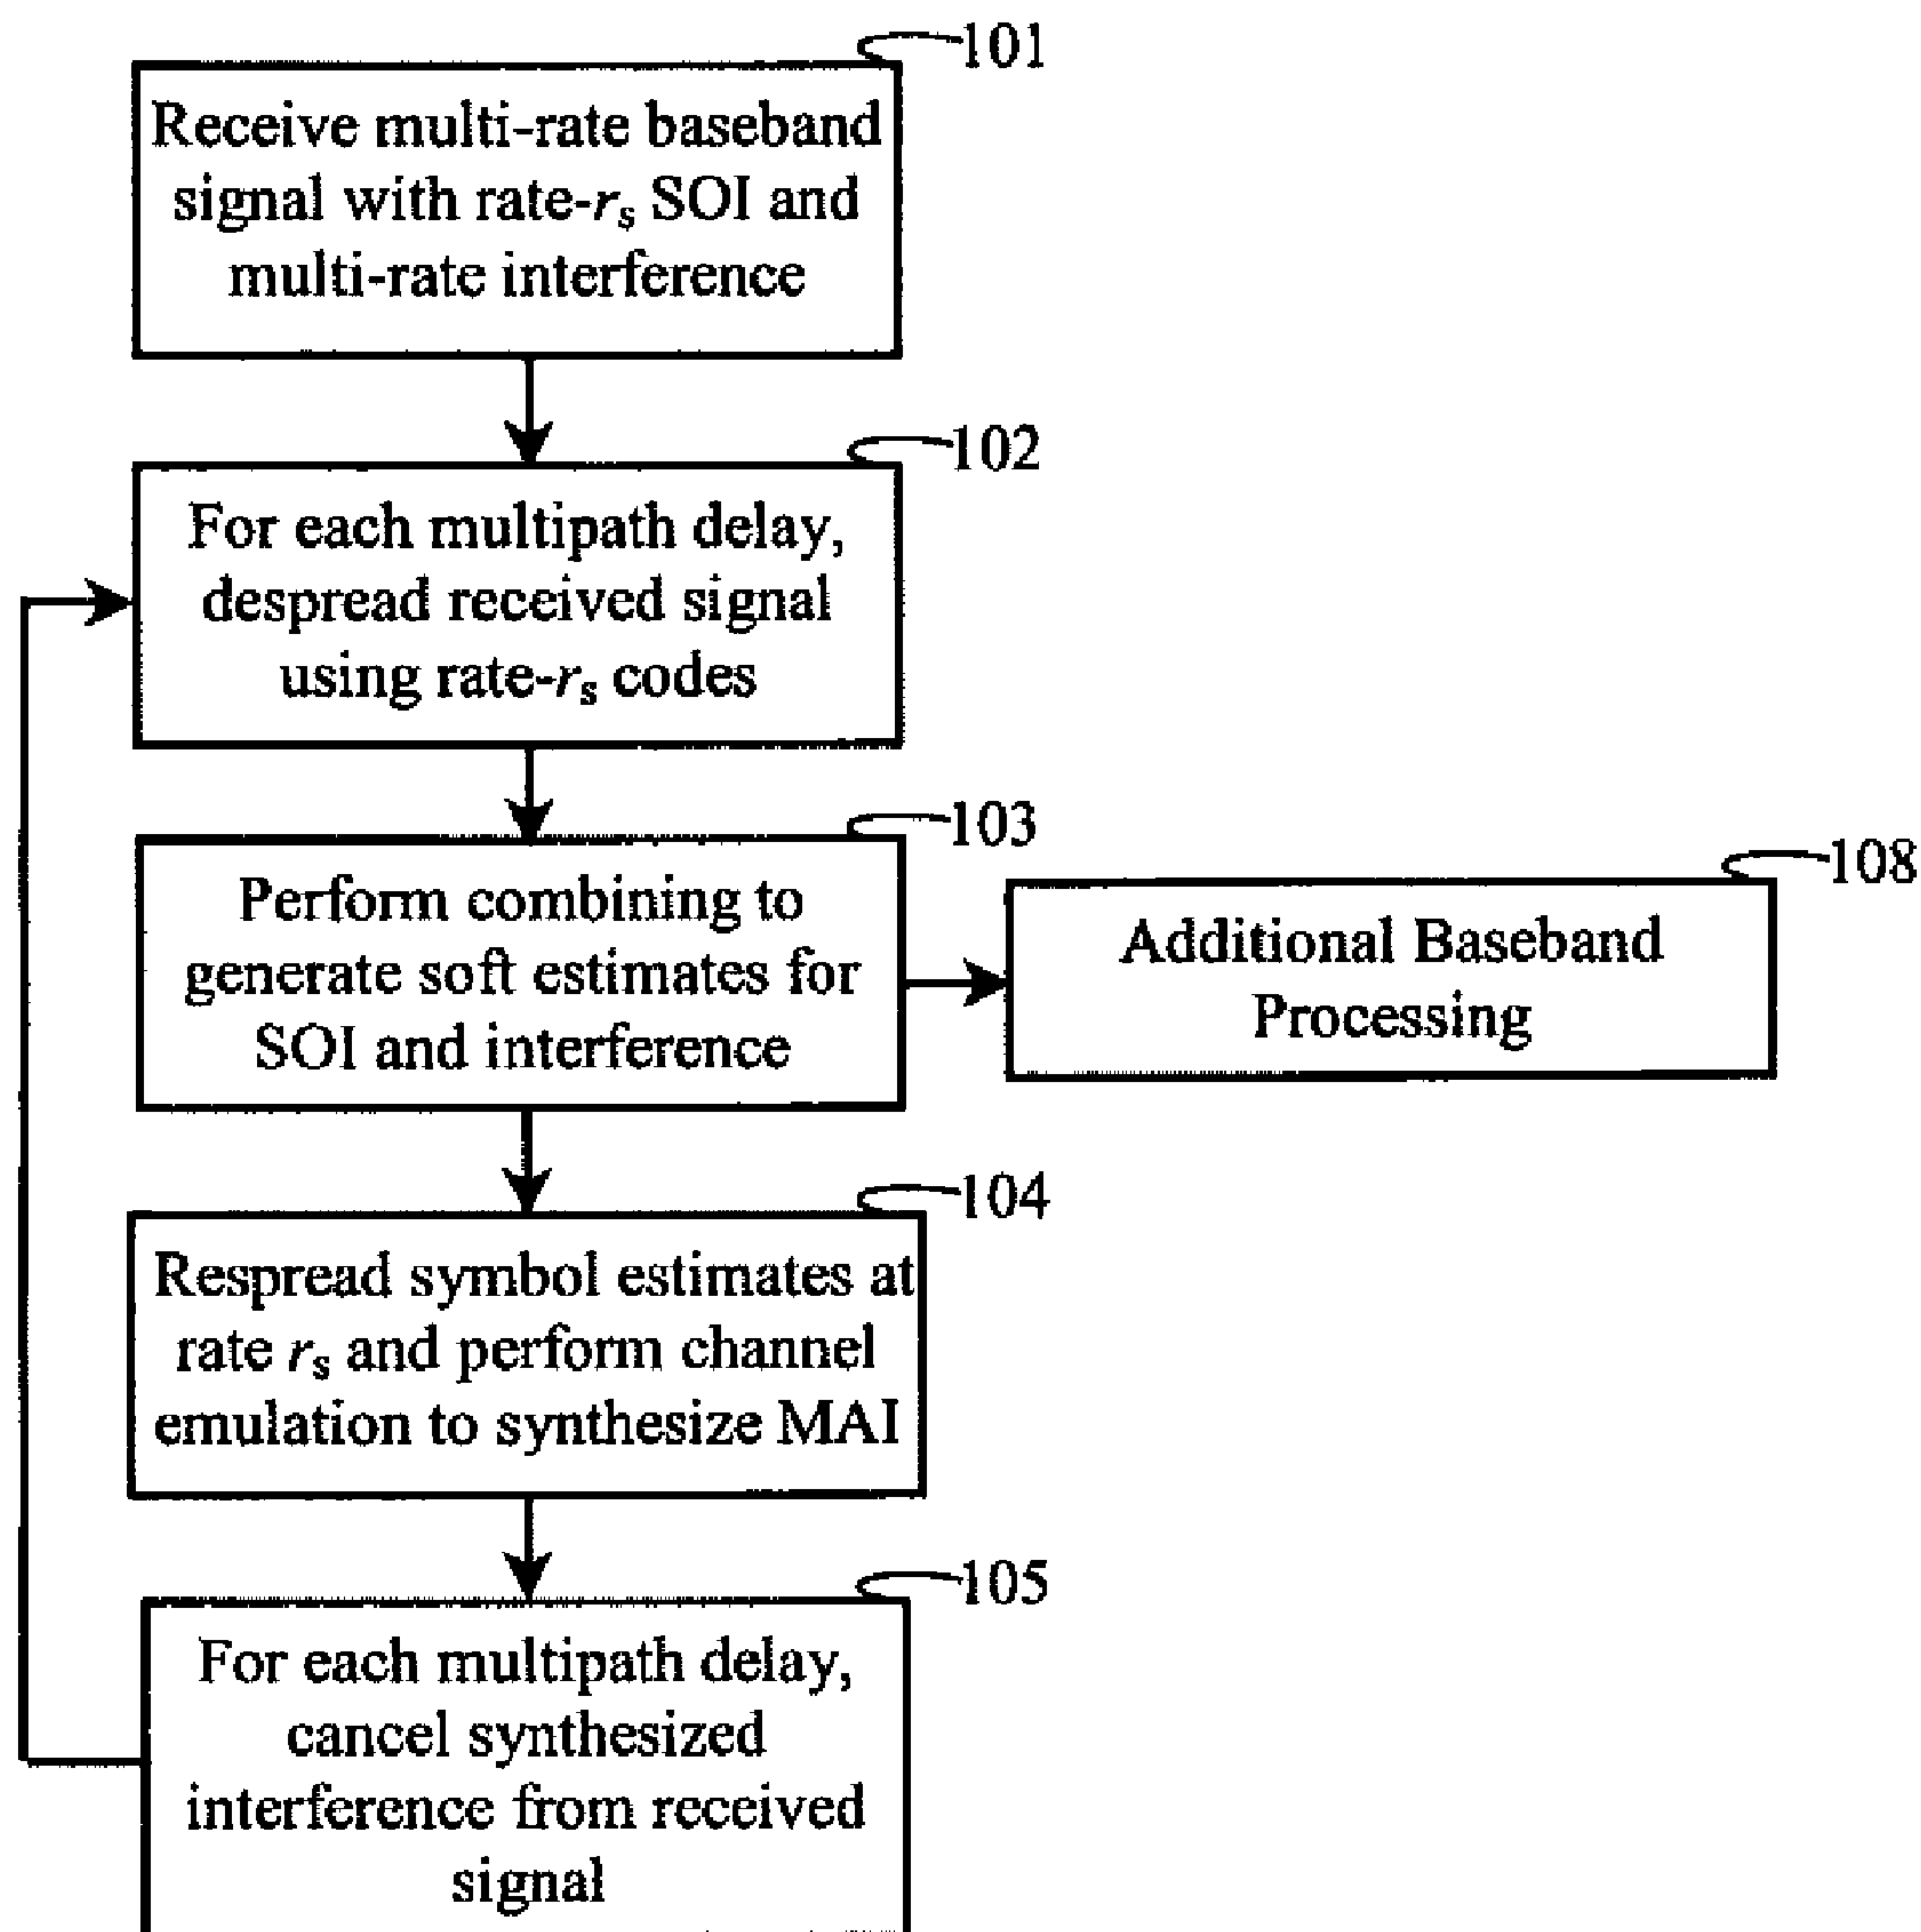 101
Receive multi-rate baseband
signal with rate-rs SOI and
multi-rate interference
102
For each multipath delay,
despread received signal
using rate-rs codes
103
Perform combining to
generate soft estimates for
SOI and interference
108
Additional Baseband
Processing
104
Respread symbol estimates at
rate rs and perform channel
emulation to synthesize MAI
105
For each multipath delay,
cancel synthesized
interference from received
signal